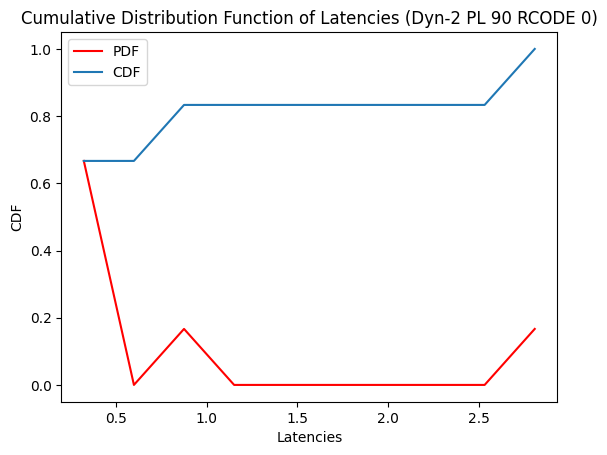 Cumulative Distribution Function of Latencies (Dyn-2 PL 90 RCODE 0)
PDF
CDF
1.0
0.8
0.6
0.4
0.2
0.0
CDF
0.5
1.0
1.5
2.0
2.5
Latencies